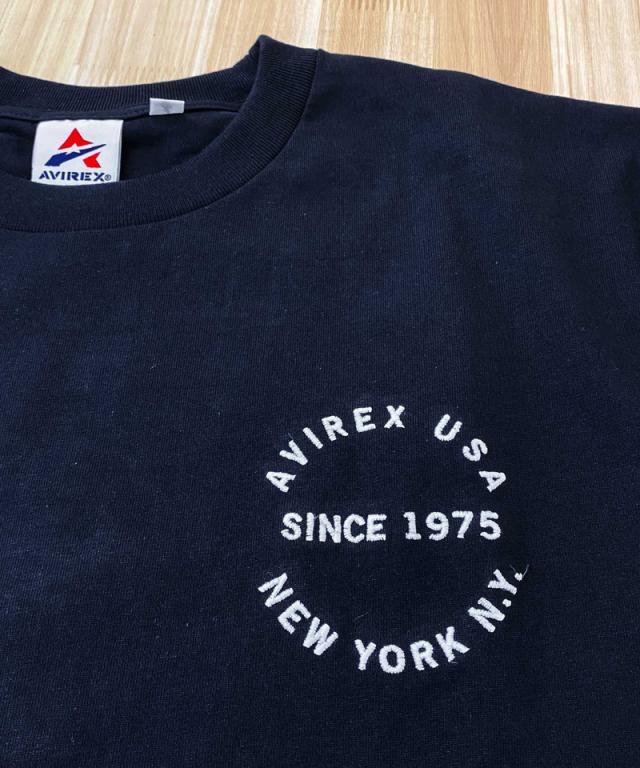 AVIREX®
AVIREX USA
SINCE 1975
NEW YORK N.Y.